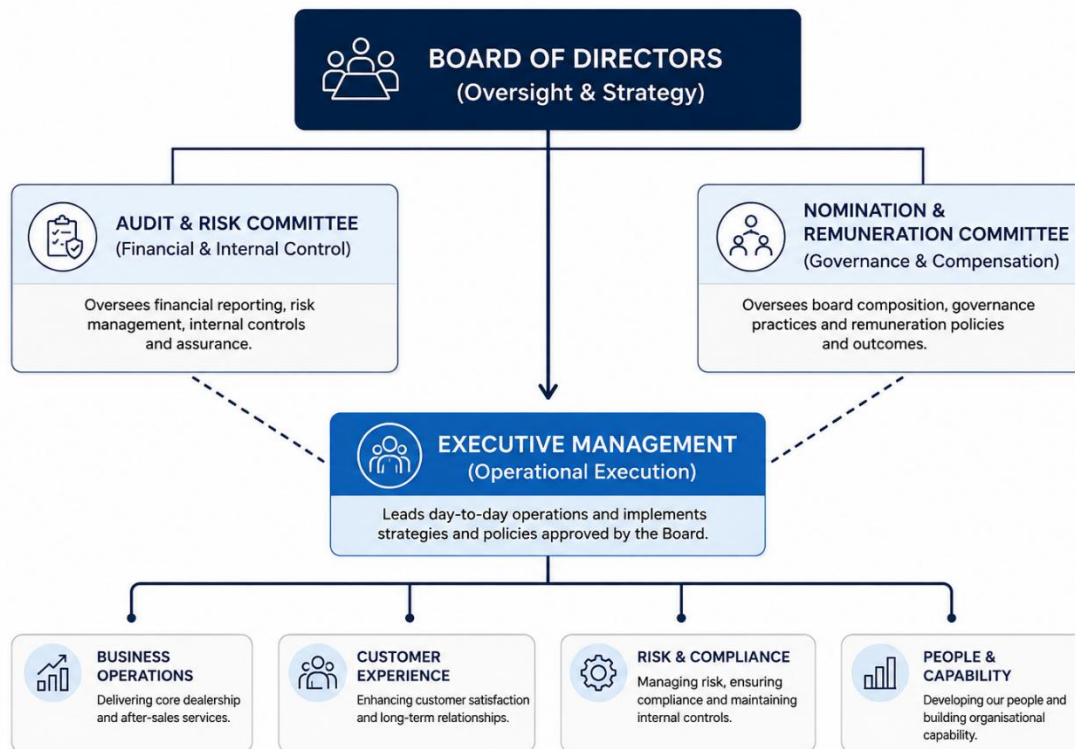 BOARD OF DIRECTORS
(Oversight & Strategy)
AUDIT & RISK COMMITTEE
(Financial & Internal Control)
Oversees financial reporting, risk
management, internal controls
and assurance.
NOMINATION &
REMUNERATION COMMITTEE
(Governance & Compensation)
Oversees board composition, governance
practices and remuneration policies
and outcomes.
EXECUTIVE MANAGEMENT
(Operational Execution)
Leads day-to-day operations and implements
strategies and policies approved by the Board.
BUSINESS
OPERATIONS
Delivering core dealership
and after-sales services.
CUSTOMER
EXPERIENCE
Enhancing customer satisfaction
and long-term relationships.
RISK & COMPLIANCE
Managing risk, ensuring
compliance and maintaining
internal controls.
PEOPLE &
CAPABILITY
Developing our people and
building organisational
capability.